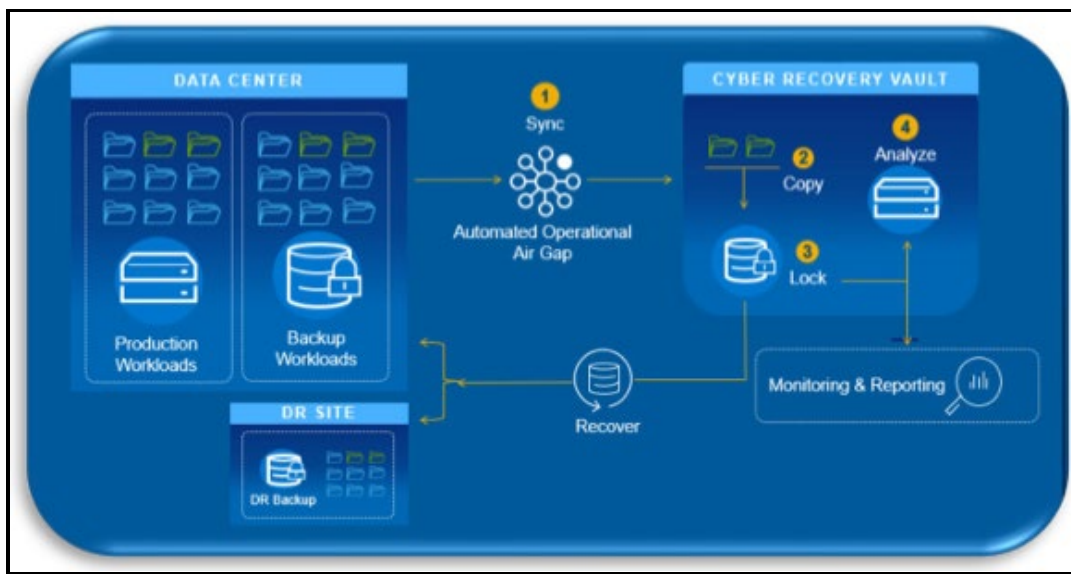 DATA CENTER
Production
Workloads
Backup
Workloads
1
Sync
Automated Operational
Air Gap
CYBER RECOVERY VAULT
2
Copy
3
Lock
4
Analyze
Monitoring & Reporting
Recover
DR SITE
DR Backup